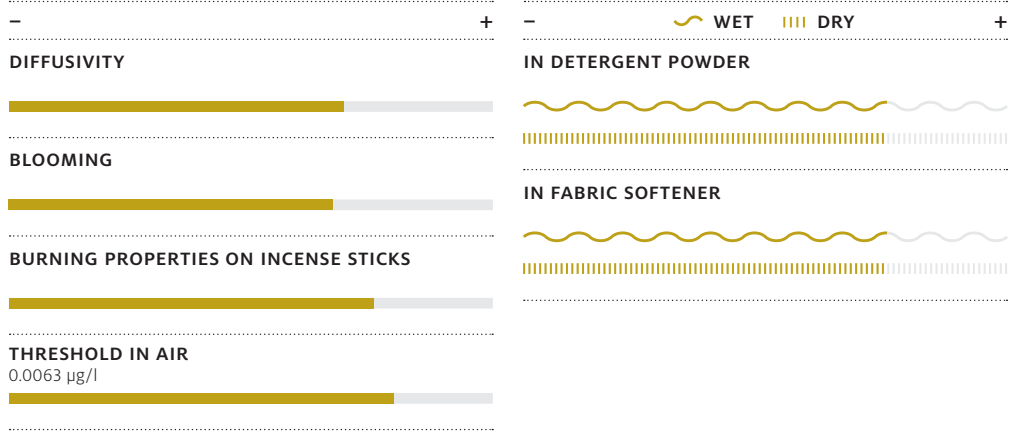 – +
DIFFUSIVITY
BLOOMING
BURNING PROPERTIES ON INCENSE STICKS
THRESHOLD IN AIR
0.0063 µg/l
– WET DRY +
IN DETERGENT POWDER
IN FABRIC SOFTENER